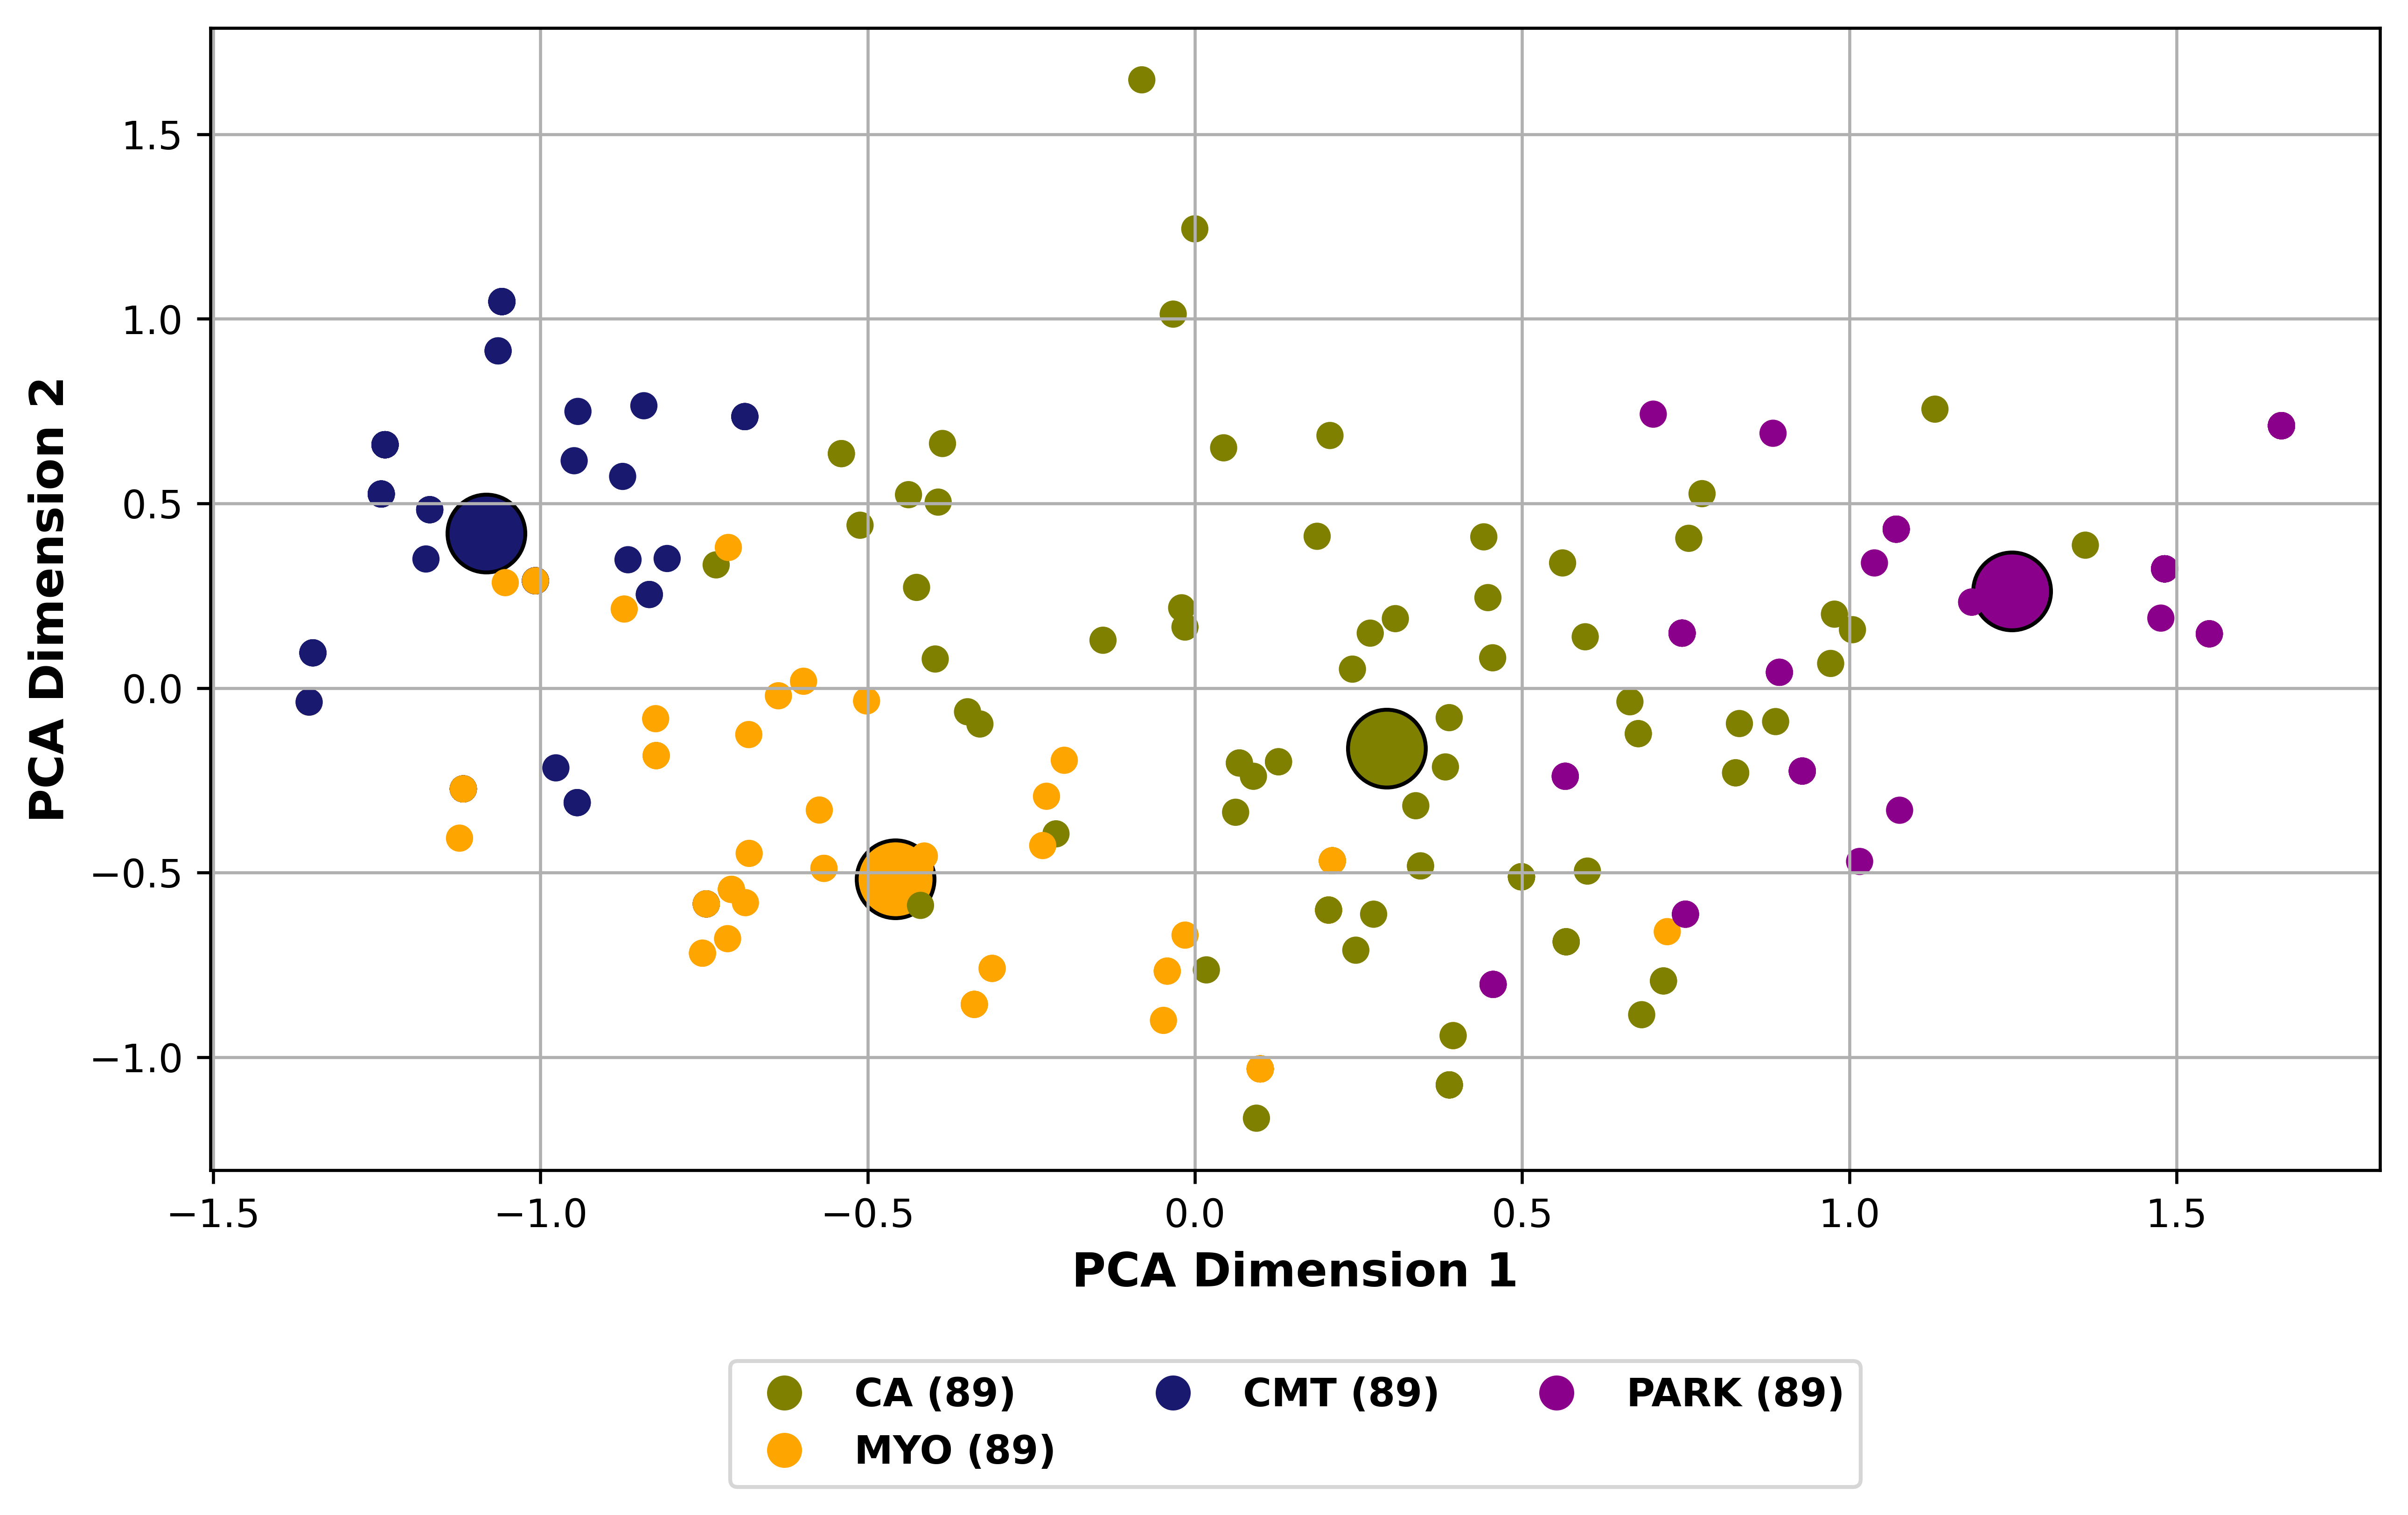 PCA Dimension 2
1.5
1.0
0.5
0.0
−0.5
−1.0
−1.5 −1.0 −0.5 0.0 0.5 1.0 1.5
PCA Dimension 1
CA (89) CMT (89) PARK (89)
MYO (89)